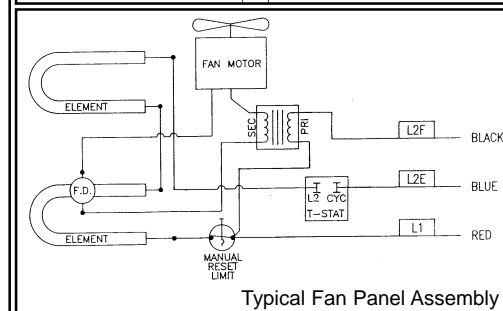 FAN MOTOR
ELEMENT
SEC
PRI
L2F
BLACK
F.D.
L2 CYC
T-STAT
L2E
BLUE
ELEMENT
L1
RED
MANUAL
RESET
LIMIT
Typical Fan Panel Assembly